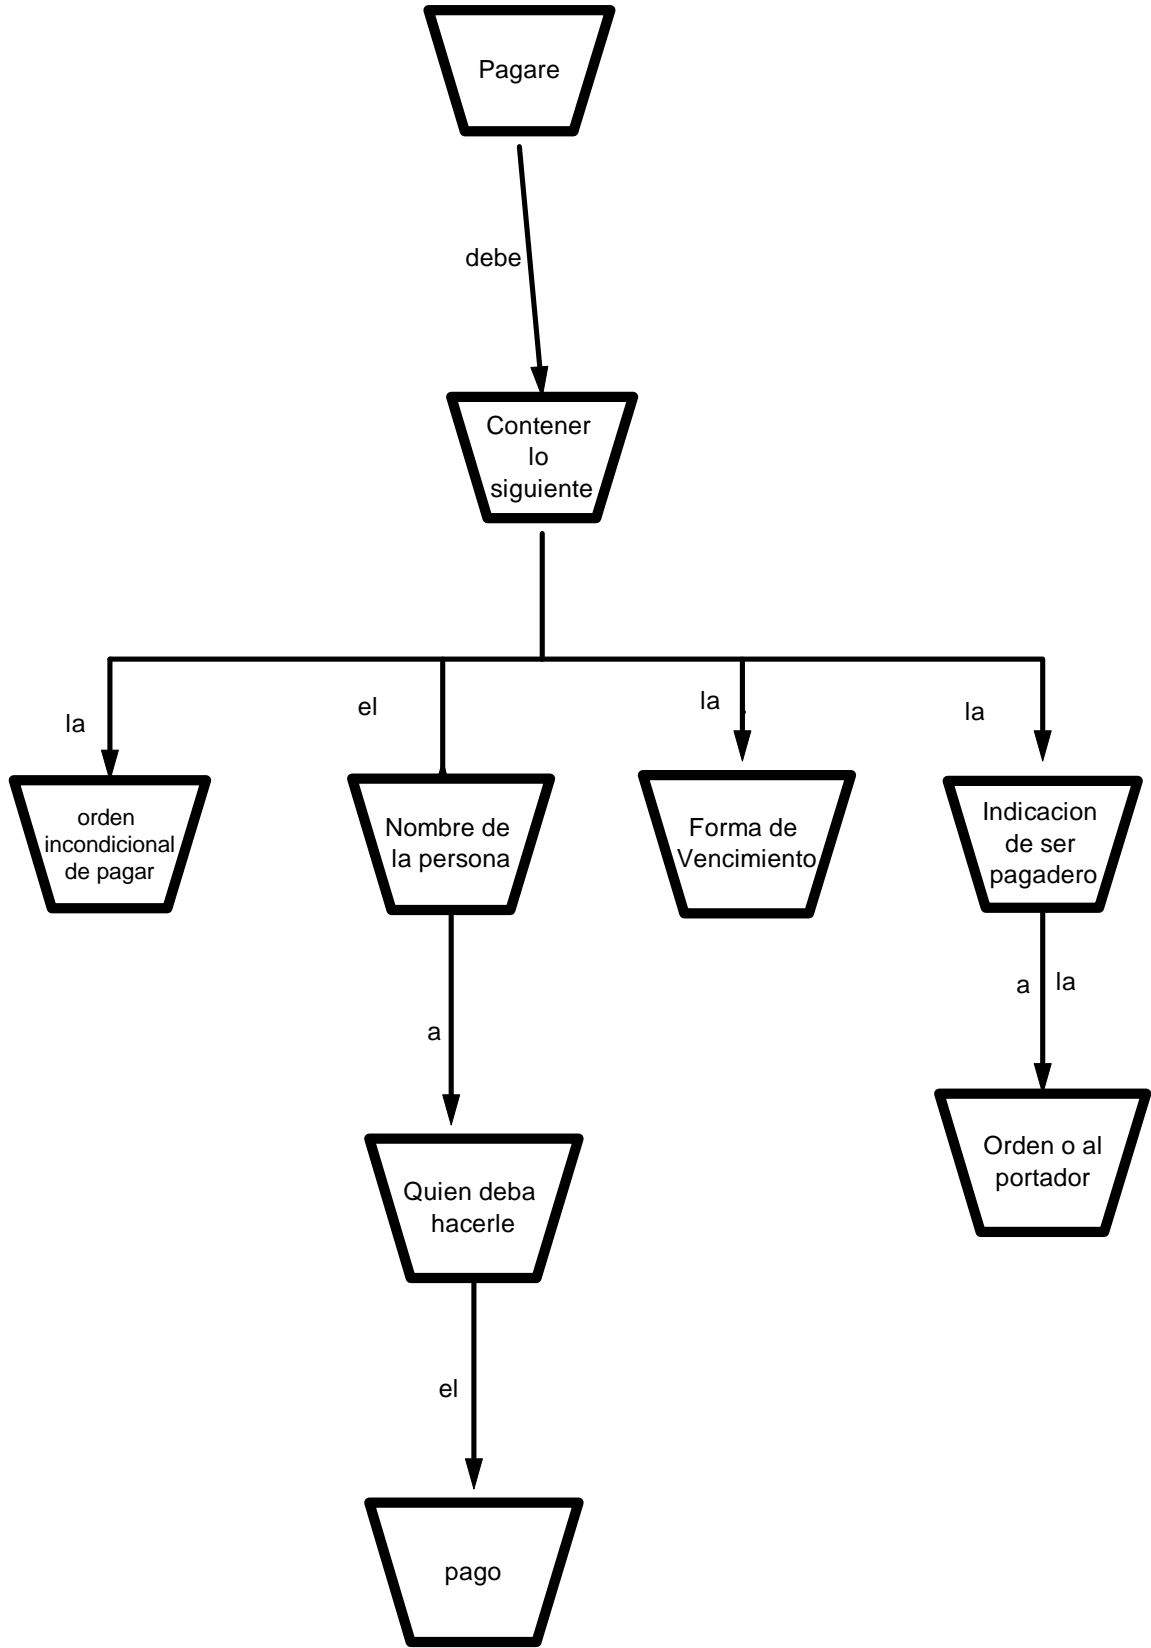 Pagare
debe
Contener
lo
siguiente
la
el
la
la
orden
incondicional
de pagar
Nombre de
la persona
Forma de
Vencimiento
Indicacion
de ser
pagadero
a
a la
Quien deba
hacerle
Orden o al
portador
el
pago